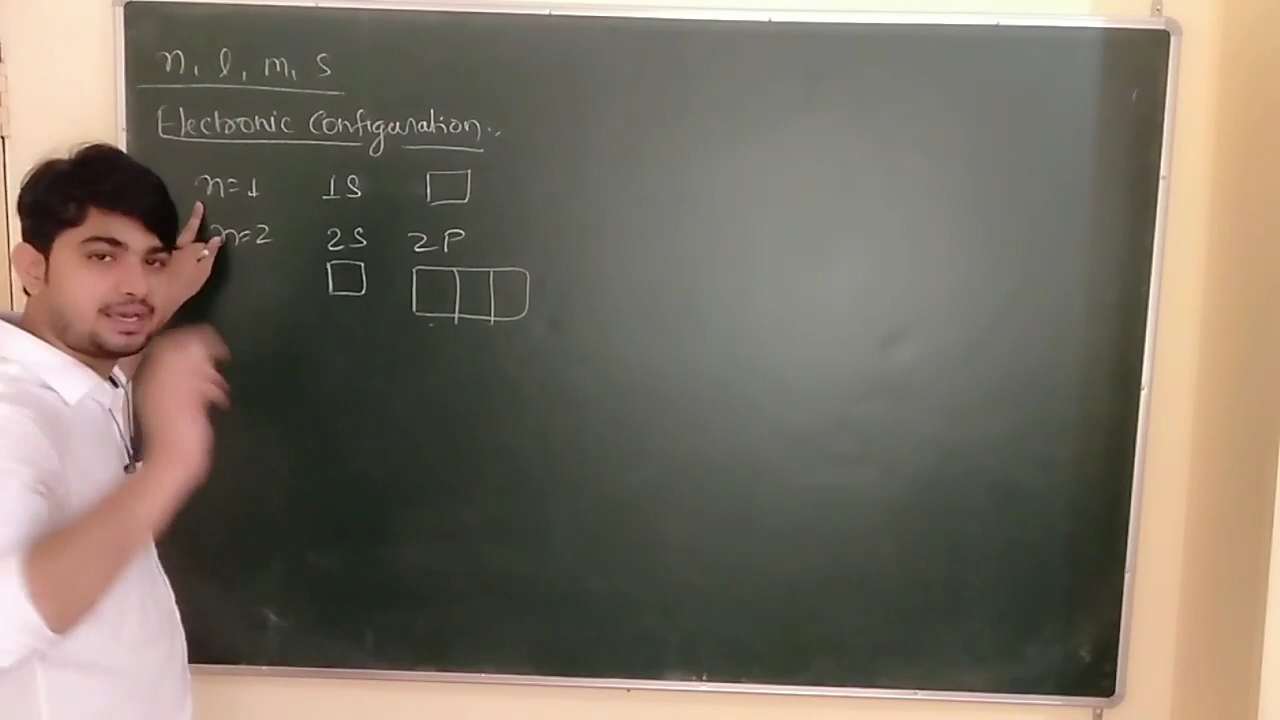 n, l, m, s
Electronic Configuration..
n=1 1S
n=2 2S 2P